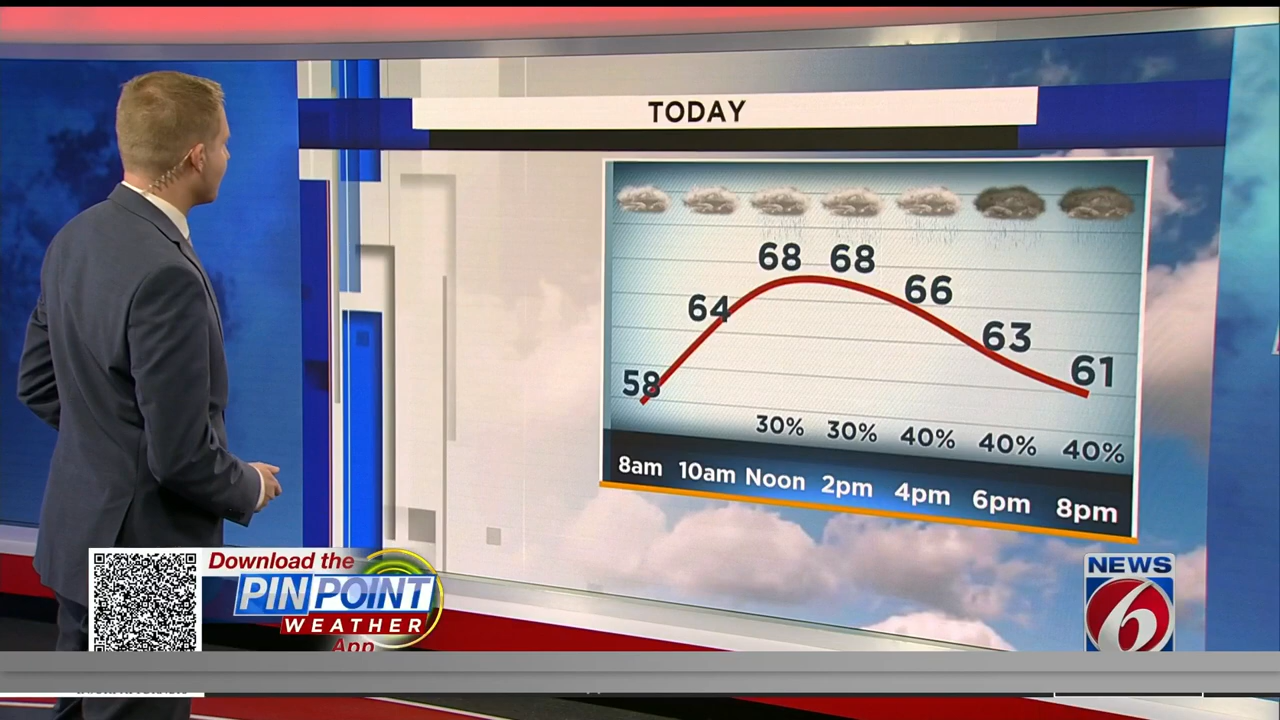 TODAY
68 68
66
64
63
61
58
30% 30% 40% 40% 40%
8am 10am Noon 2pm 4pm 6pm 8pm
Download the
PINPOINT
WEATHER
App
NEWS
6